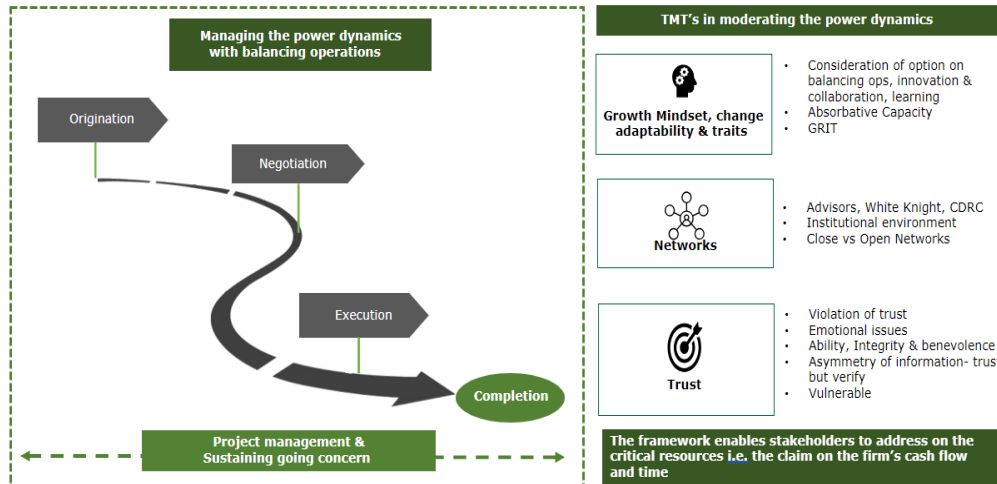 Managing the power dynamics
with balancing operations
Origination
Negotiation
Execution
Completion
Project management &
Sustaining going concern
TMT's in moderating the power dynamics
Growth Mindset, change
adaptability & traits
• Consideration of option on
balancing ops, innovation &
collaboration, learning
• Absorbative Capacity
• GRIT
Networks
• Advisors, White Knight, CDRC
• Institutional environment
• Close vs Open Networks
Trust
• Violation of trust
• Emotional issues
• Ability, Integrity & benevolence
• Asymmetry of information- trust
but verify
• Vulnerable
The framework enables stakeholders to address on the
critical resources i.e. the claim on the firm's cash flow
and time